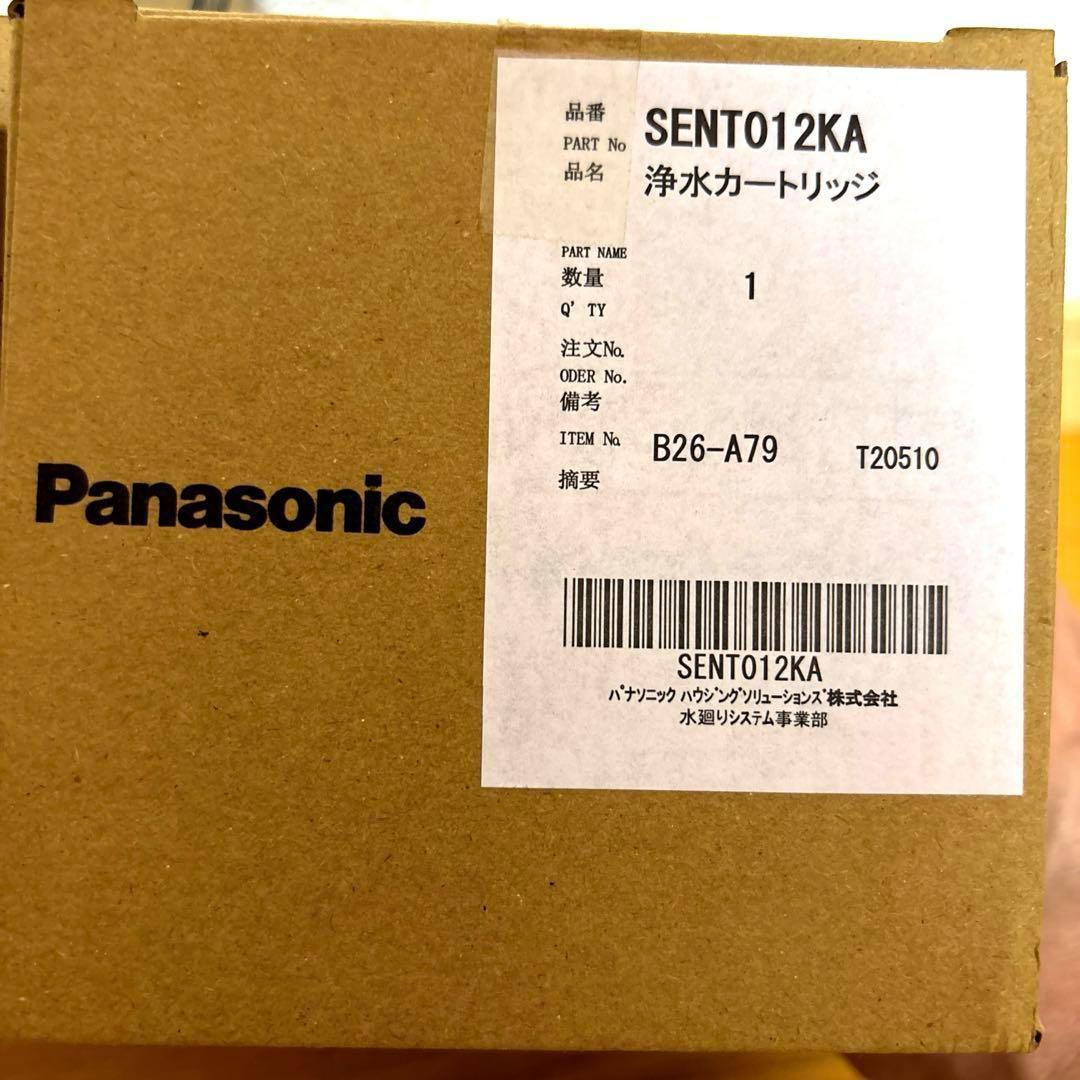 Panasonic
品番 SENT012KA
PART No
品名 浄水カートリッジ
PART NAME
数量 1
Q'TY
注文No.
ODER No.
備考
ITEM No. B26-A79 T20510
摘要
SENT012KA
パナソニック ハウジングソリューションズ株式会社
水廻りシステム事業部